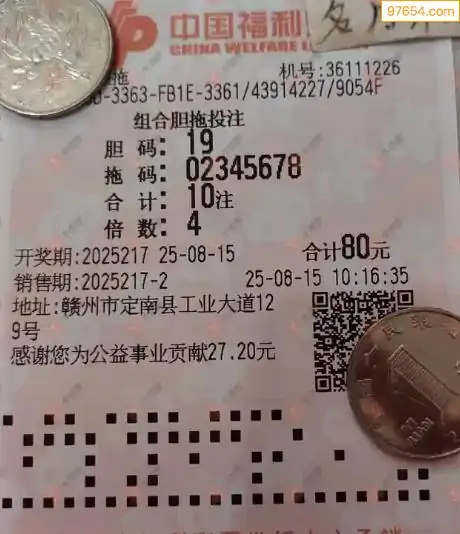 97654.com
中国福利
CHINA WELFARE L
拖
机号:36111226
D-3363-FB1E-3361/43914227/9054F
组合胆拖投注
胆 码: 19
拖 码: 02345678
合 计: 10注
倍 数: 4
开奖期:2025217 25-08-15 合计80元
销售期:2025217-2 25-08-15 10:16:35
地址:赣州市定南县工业大道12
9号
感谢您为公益事业贡献27.20元